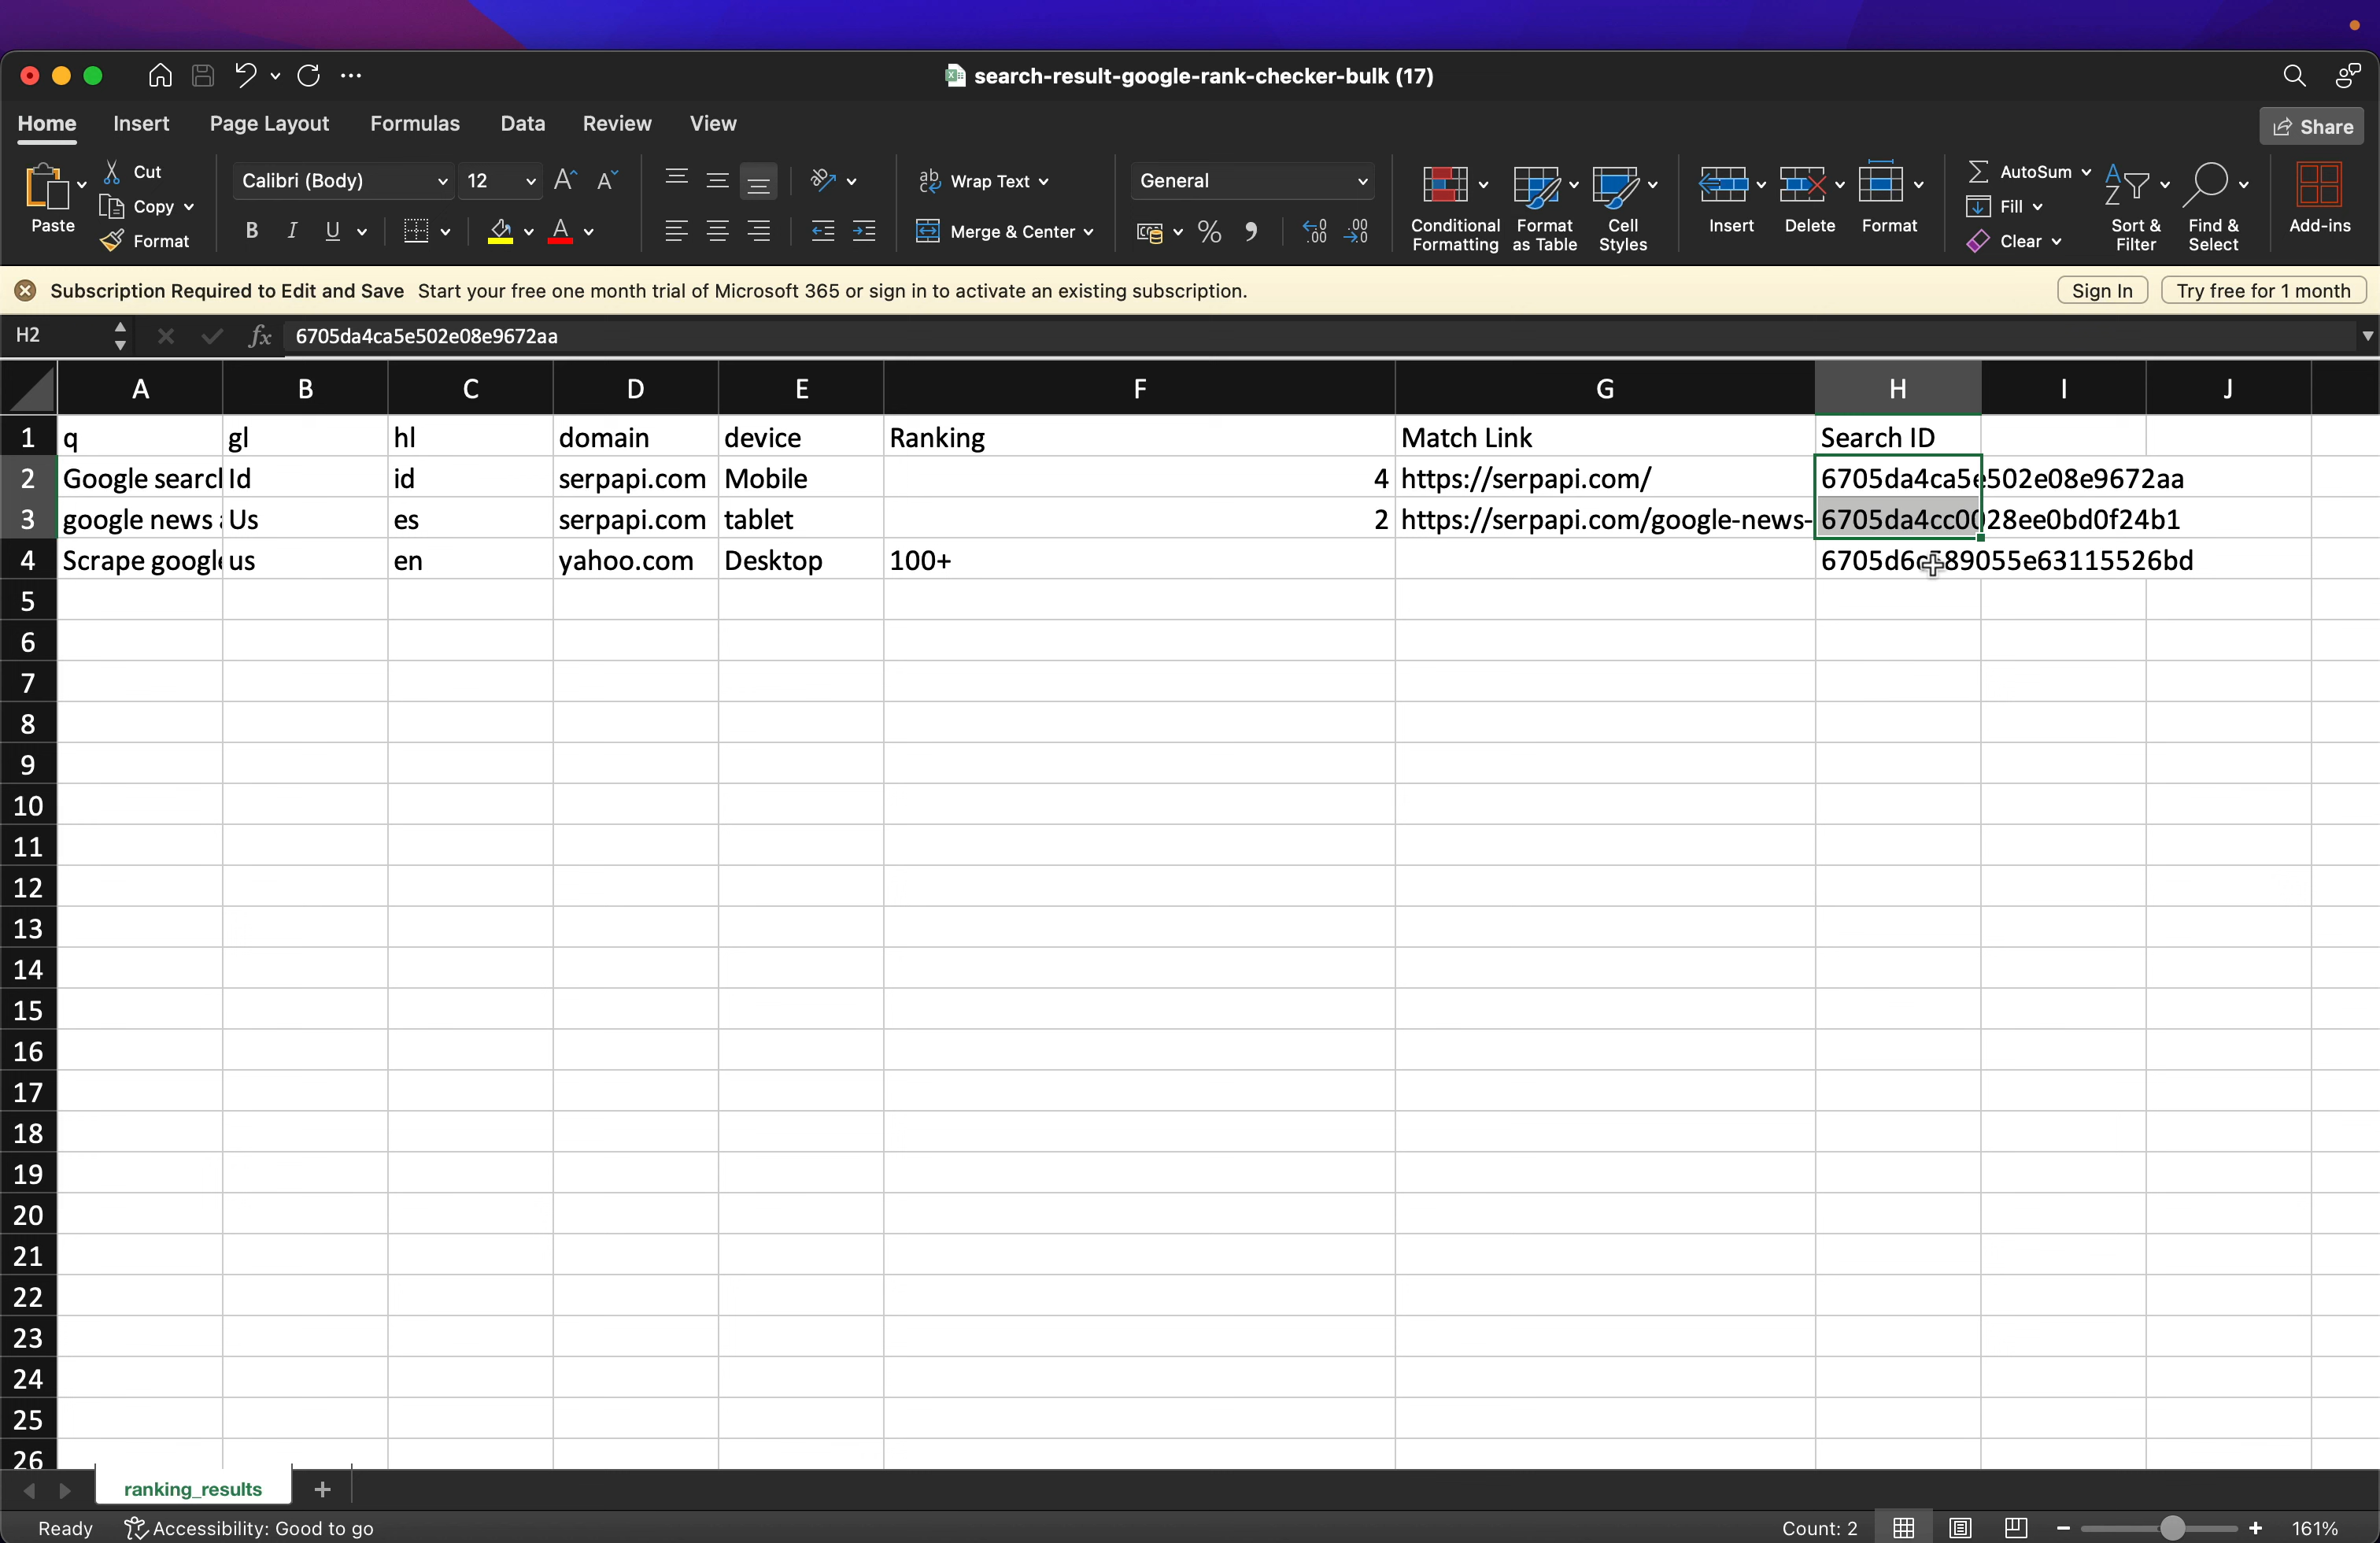 search-result-google-rank-checker-bulk (17)
Home Insert Page Layout Formulas Data Review View Share
Paste Cut Copy Format
Calibri (Body) 12 A A
B I U A
ab Wrap Text
Merge & Center
General
% .00 .00
Conditional Formatting
Format as Table
Cell Styles
Insert Delete Format
AutoSum Fill Clear
Sort & Filter
Find & Select
Add-ins
Subscription Required to Edit and Save Start your free one month trial of Microsoft 365 or sign in to activate an existing subscription. Sign In Try free for 1 month
H2 fx 6705da4ca5e502e08e9672aa
A B C D E F G H I J
1 q gl hl domain device Ranking Match Link Search ID
2 Google search Id id serpapi.com Mobile 4 https://serpapi.com/ 6705da4ca5e502e08e9672aa
3 google news Us es serpapi.com tablet 2 https://serpapi.com/google-news- 6705da4cc0028ee0bd0f24b1
4 Scrape google us en yahoo.com Desktop 100+
5
6
7
8
9
10
11
12
13
14
15
16
17
18
19
20
21
22
23
24
25
26
ranking_results +
Ready Accessibility: Good to go Count: 2 161%